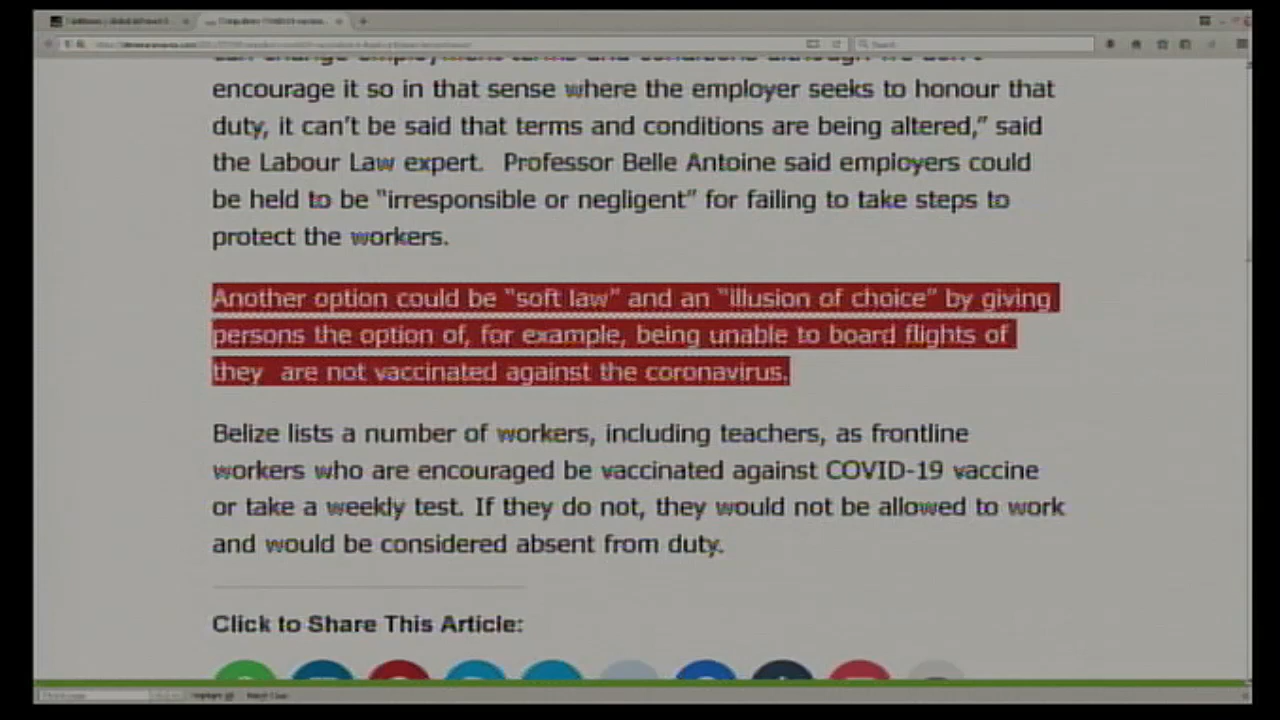 encourage it so in that sense where the employer seeks to honour that
duty, it can't be said that terms and conditions are being altered,” said
the Labour Law expert.  Professor Belle Antoine said employers could
be held to be “irresponsible or negligent” for failing to take steps to
protect the workers.
Another option could be “soft law” and an “illusion of choice” by giving
persons the option of, for example, being unable to board flights of
they  are not vaccinated against the coronavirus.
Belize lists a number of workers, including teachers, as frontline
workers who are encouraged be vaccinated against COVID-19 vaccine
or take a weekly test. If they do not, they would not be allowed to work
and would be considered absent from duty.
Click to Share This Article: